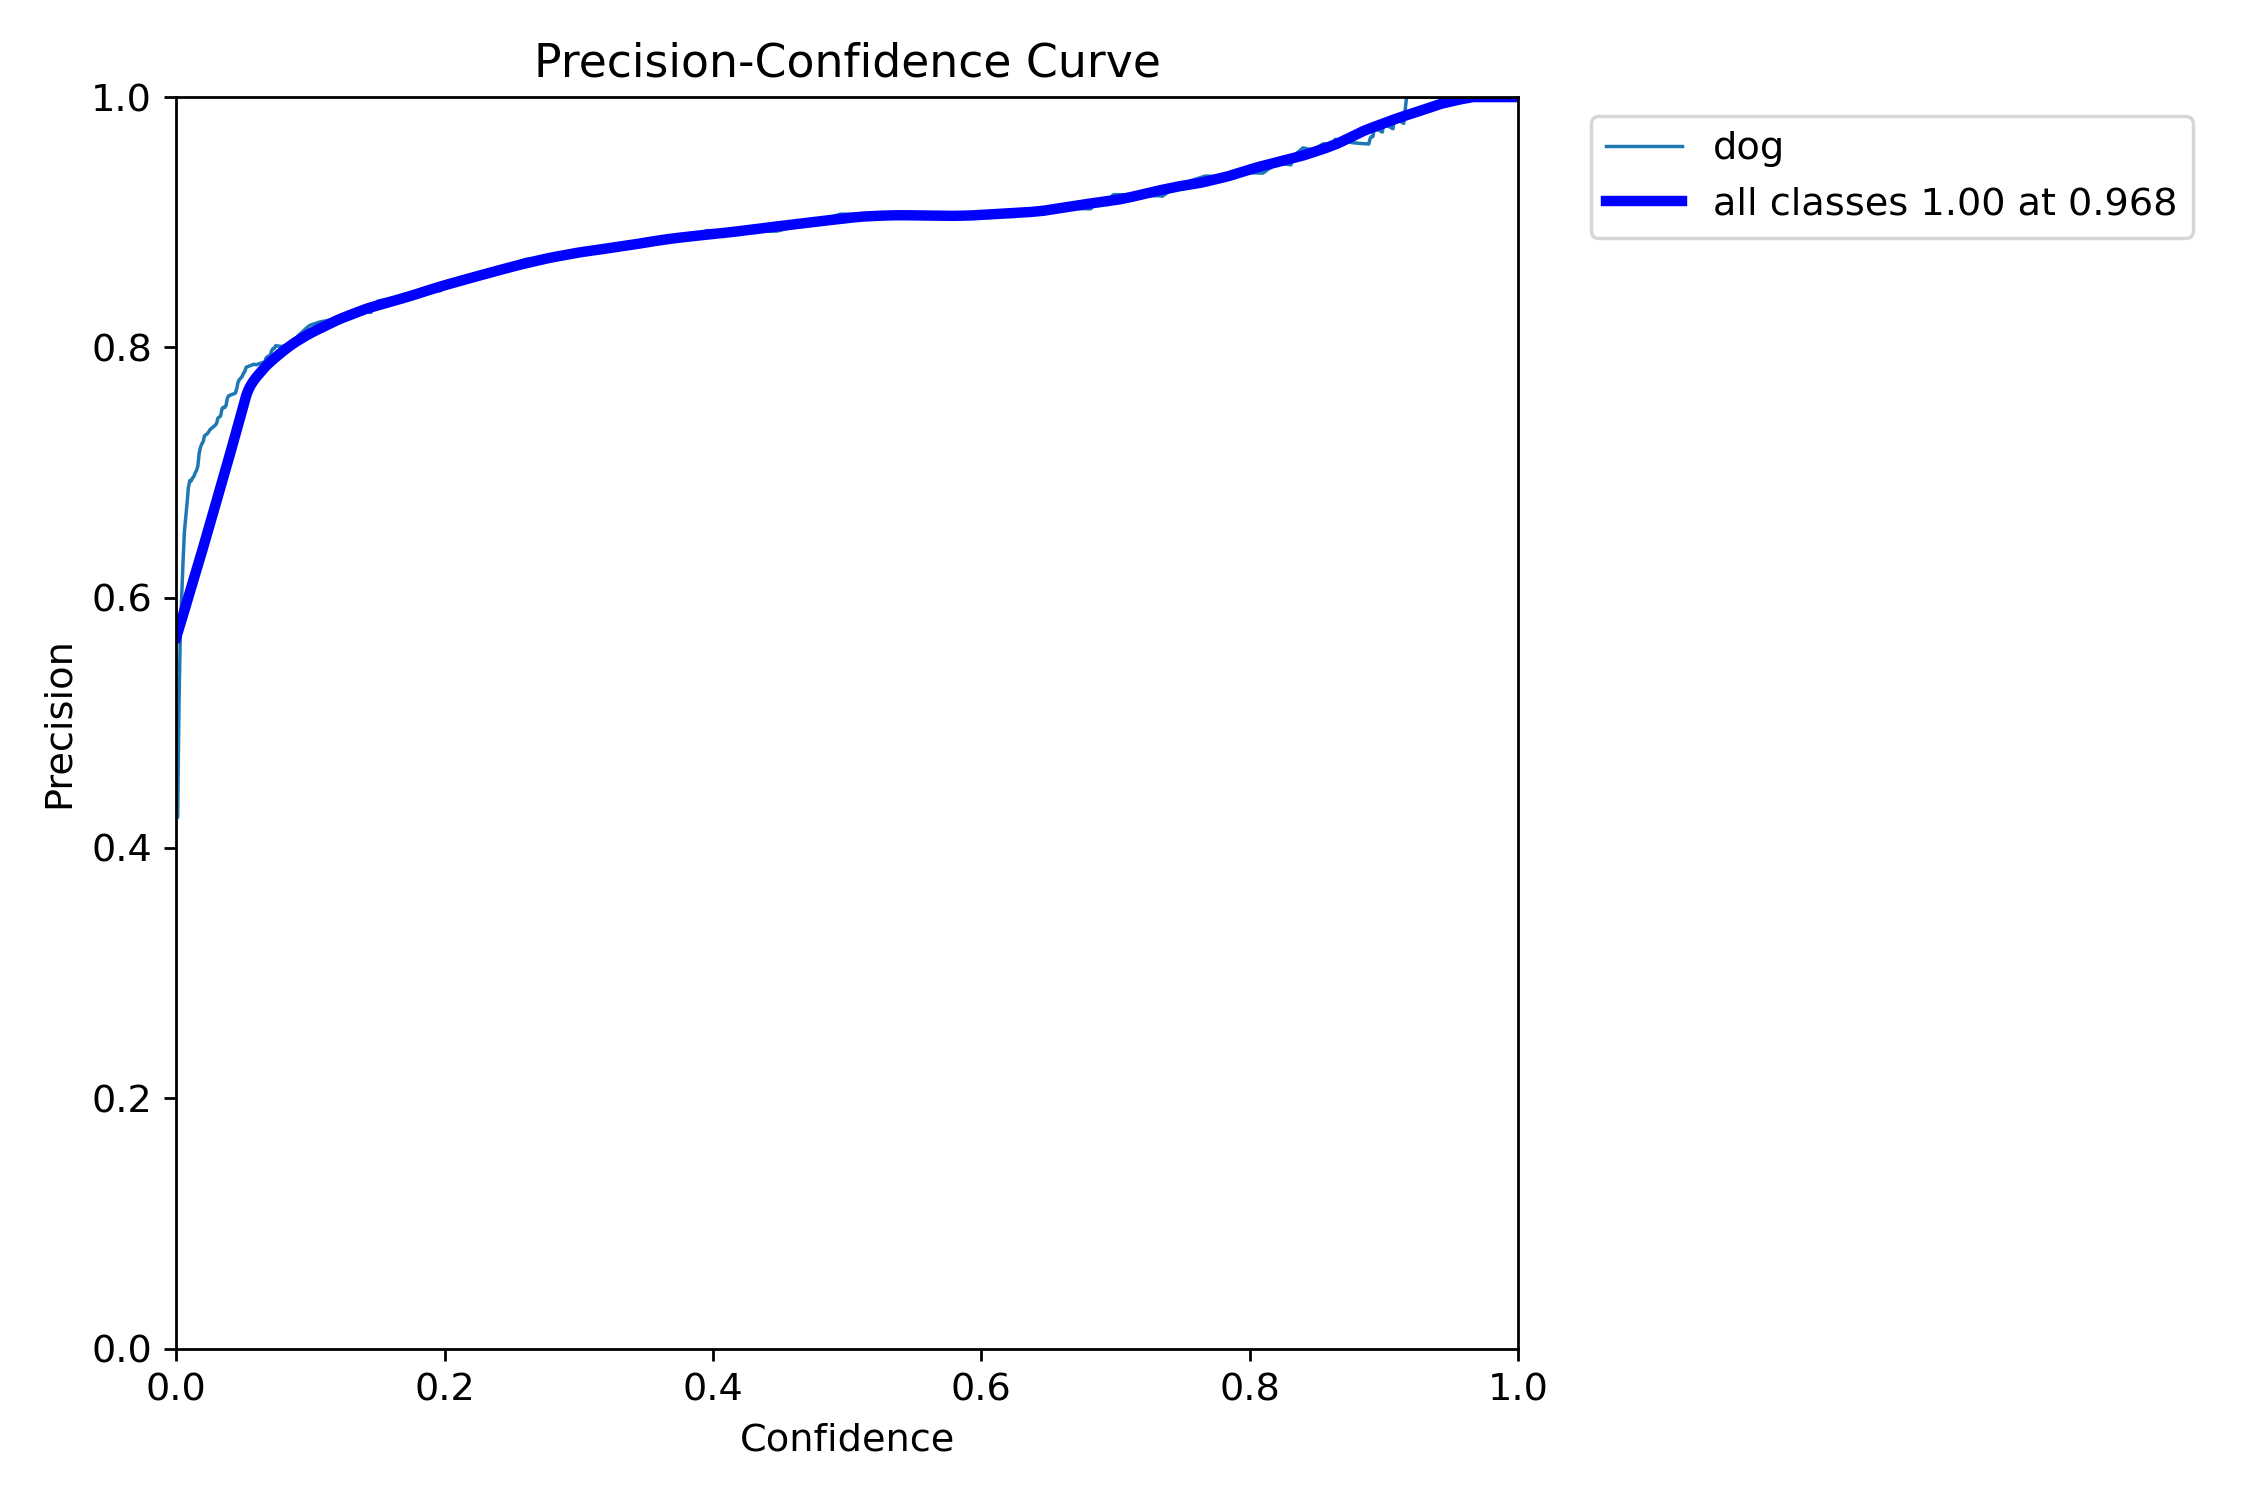 Precision-Confidence Curve
1.0
0.8
0.6
0.4
0.2
0.0
Precision
0.0 0.2 0.4 0.6 0.8 1.0
Confidence
dog
all classes 1.00 at 0.968